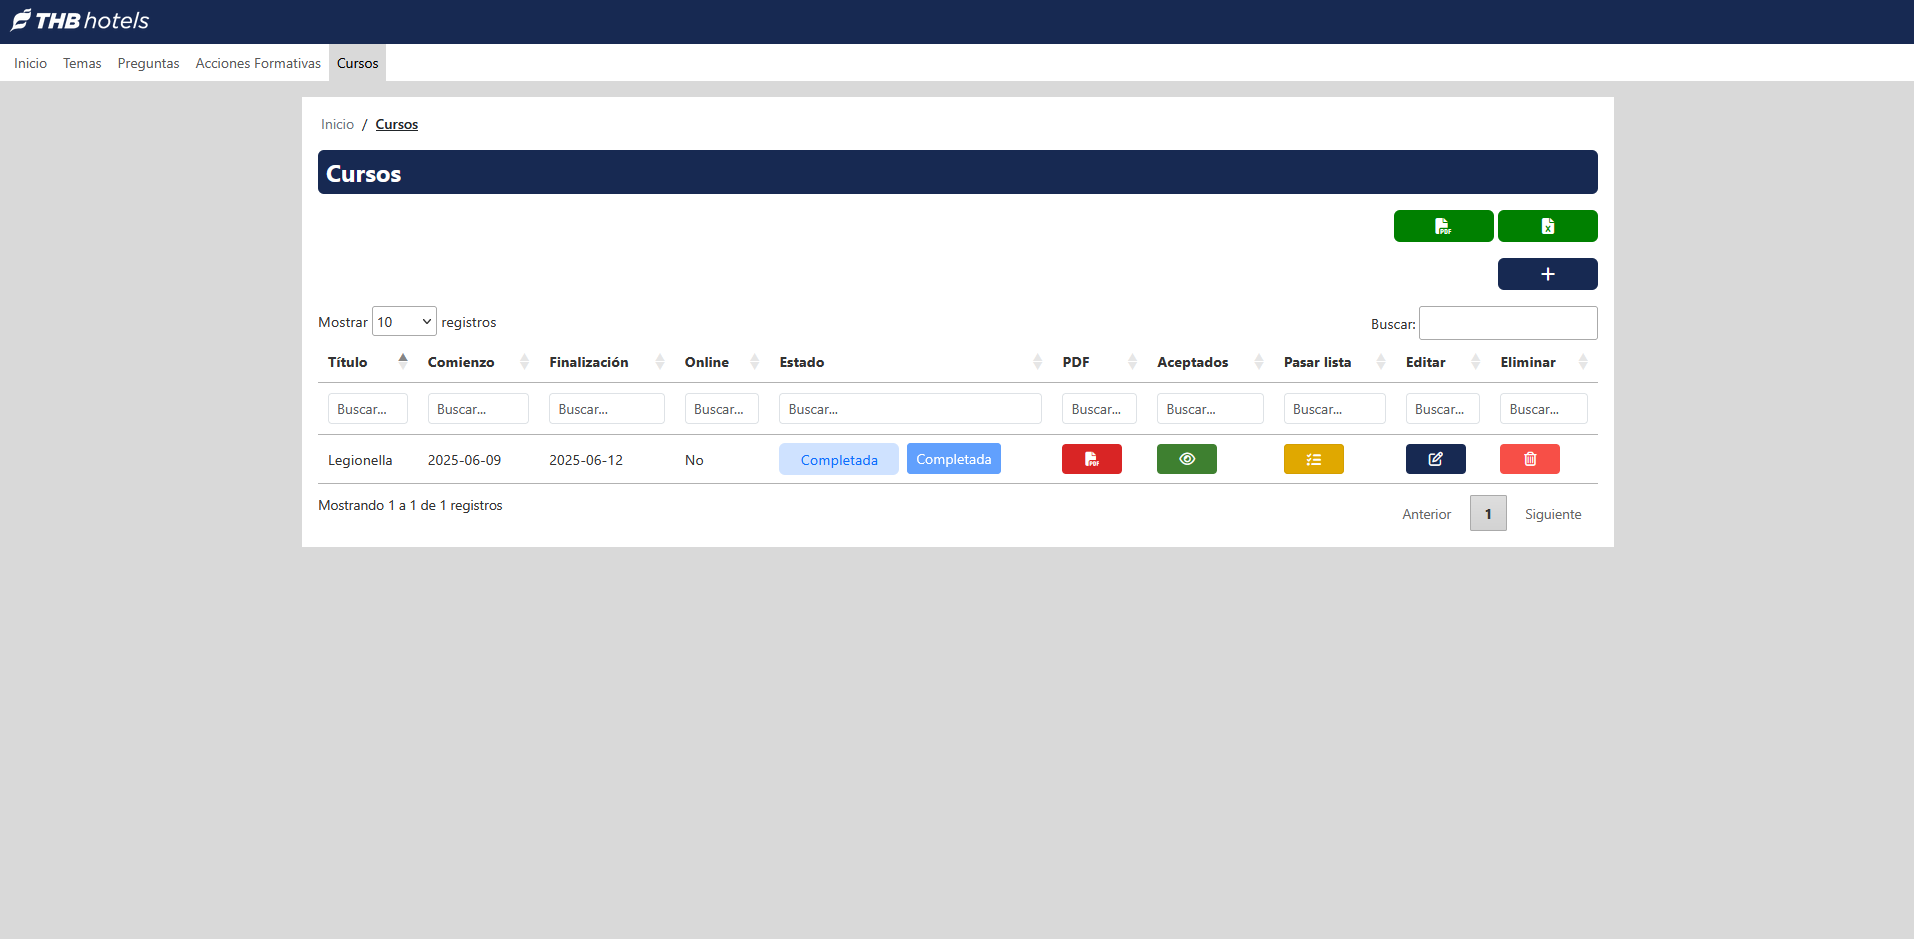 THB hotels
Inicio Temas Preguntas Acciones Formativas Cursos
Inicio / Cursos
Cursos
PDF X
+
Mostrar 10 registros Buscar:
Título Comienzo Finalización Online Estado PDF Aceptados Pasar lista Editar Eliminar
Buscar... Buscar... Buscar... Buscar... Buscar... Buscar... Buscar... Buscar... Buscar... Buscar...
Legionella 2025-06-09 2025-06-12 No Completada Completada PDF
Mostrando 1 a 1 de 1 registros
Anterior 1 Siguiente